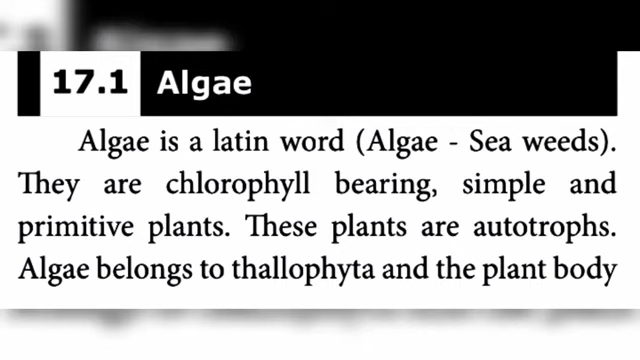 17.1 Algae
Algae is a latin word (Algae - Sea weeds).
They are chlorophyll bearing, simple and
primitive plants. These plants are autotrophs.
Algae belongs to thallophyta and the plant body